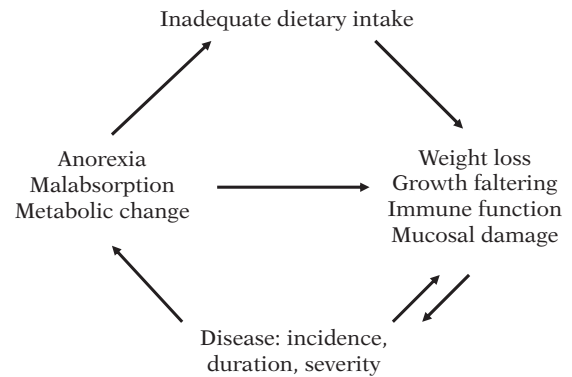 Inadequate dietary intake
Anorexia
Malabsorption
Metabolic change
Weight loss
Growth faltering
Immune function
Mucosal damage
Disease: incidence,
duration, severity